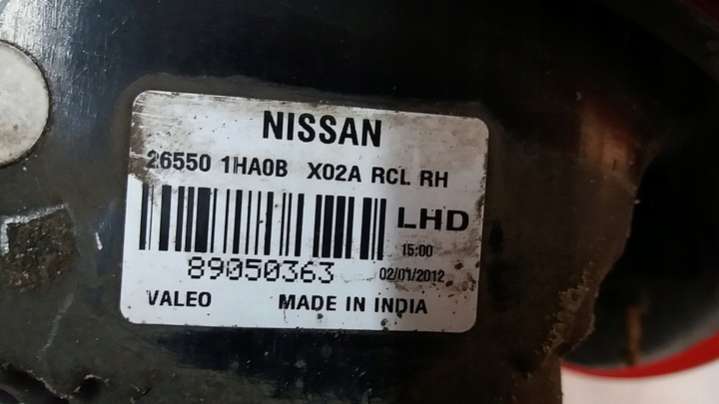 NISSAN
26550 1HA0B X02A RCL RH
LHD
15:00
89050363 02/01/2012
VALEO MADE IN INDIA